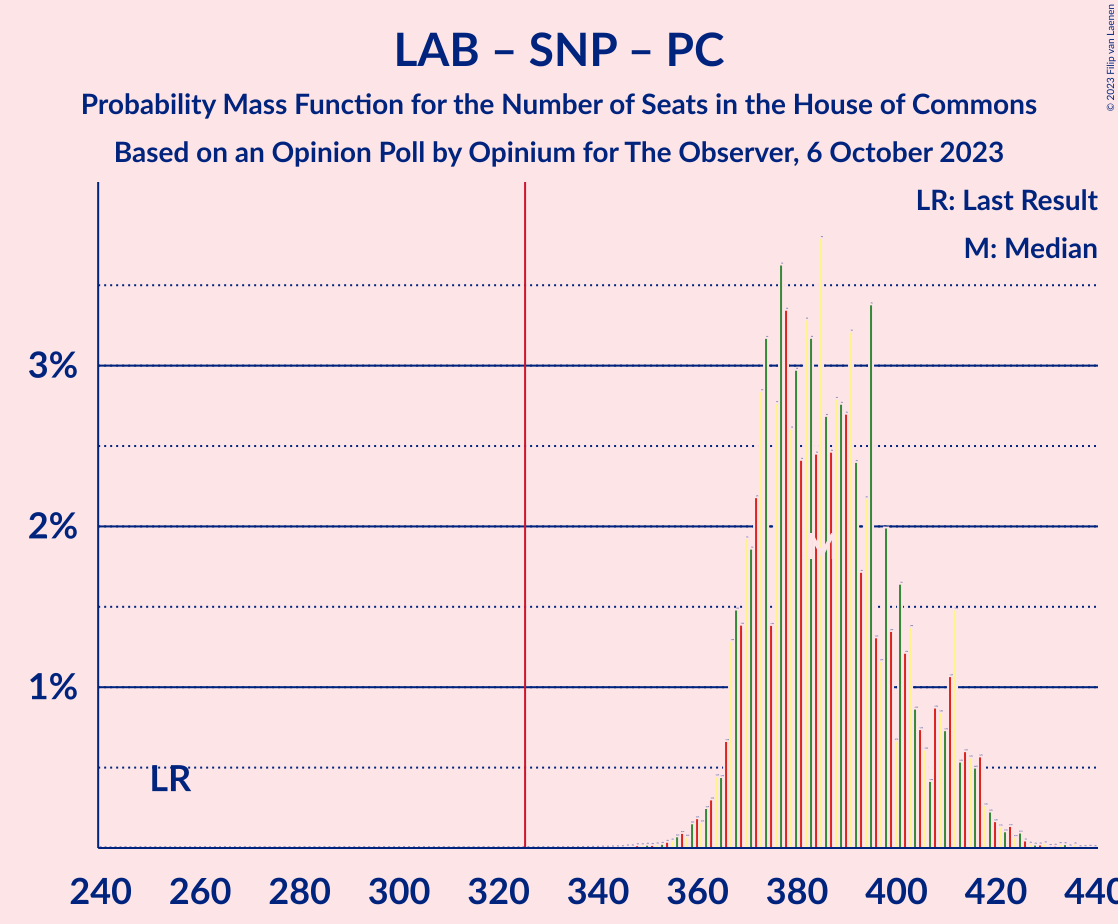 LAB – SNP – PC
Probability Mass Function for the Number of Seats in the House of Commons
Based on an Opinion Poll by Opinium for The Observer, 6 October 2023
© 2023 Filip van Laenen
LR: Last Result
M: Median
3%
2%
1%
M
LR
240 260 280 300 320 340 360 380 400 420 440